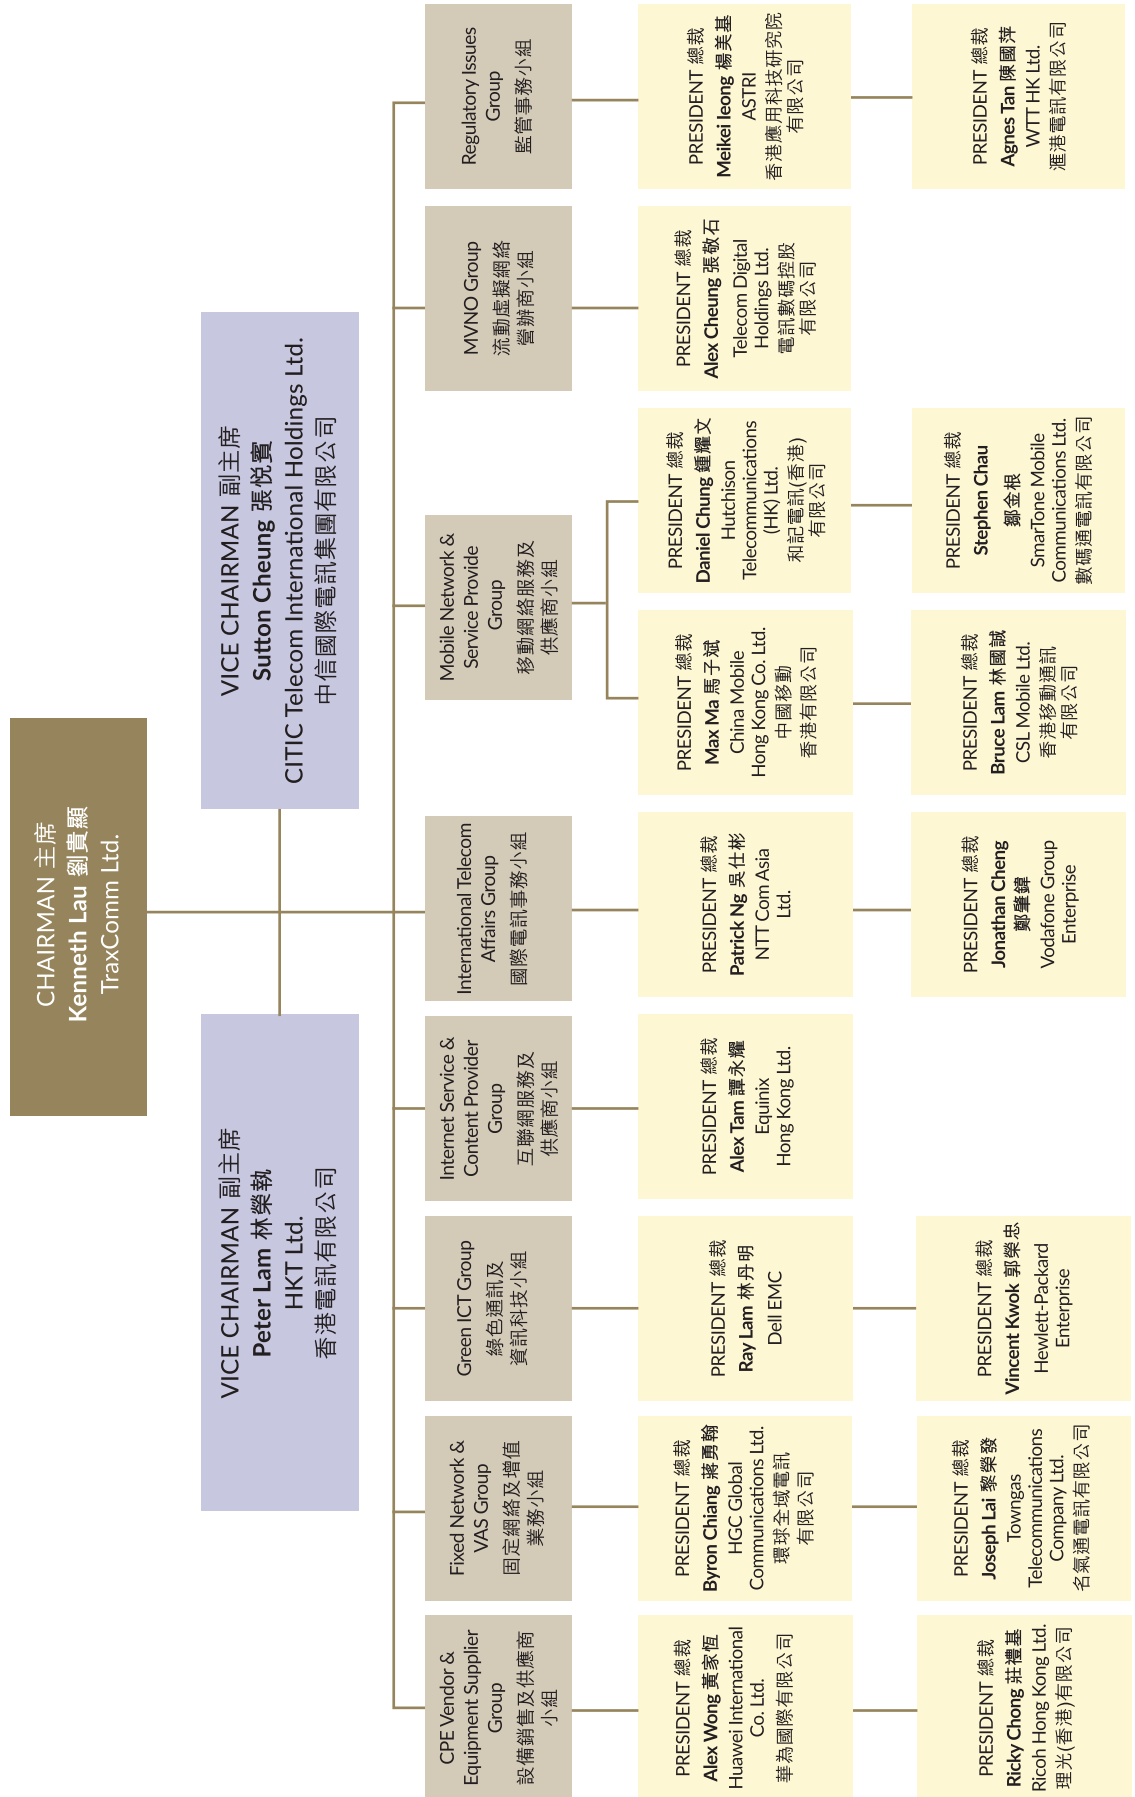 CHAIRMAN 主席
Kenneth Lau 劉貴顯
TraxComm Ltd.
VICE CHAIRMAN 副主席
Peter Lam 林榮執
HKT Ltd.
香港電訊有限公司
VICE CHAIRMAN 副主席
Sutton Cheung 張悦賓
CITIC Telecom International Holdings Ltd.
中信國際電訊集團有限公司
CPE Vendor &
Equipment Supplier
Group
設備銷售及供應商
小組
Fixed Network &
VAS Group
固定網絡及增值
業務小組
Green ICT Group
綠色通訊及
資訊科技小組
Internet Service &
Content Provider
Group
互聯網服務及
供應商小組
International Telecom
Affairs Group
國際電訊事務小組
Mobile Network &
Service Provide
Group
移動網絡服務及
供應商小組
MVNO Group
流動虛擬網絡
營辦商小組
Regulatory Issues
Group
監管事務小組
PRESIDENT 總裁
Alex Wong 黃家恆
Huawei International
Co. Ltd.
華為國際有限公司
PRESIDENT 總裁
Byron Chiang 蔣勇翰
HGC Global
Communications Ltd.
環球全域電訊
有限公司
PRESIDENT 總裁
Ray Lam 林丹明
Dell EMC
PRESIDENT 總裁
Alex Tam 譚永耀
Equinix
Hong Kong Ltd.
PRESIDENT 總裁
Patrick Ng 吳仕彬
NTT Com Asia
Ltd.
PRESIDENT 總裁
Max Ma 馬子斌
China Mobile
Hong Kong Co. Ltd.
中國移動
香港有限公司
PRESIDENT 總裁
Daniel Chung 鍾耀文
Hutchison
Telecommunications
(HK) Ltd.
和記電訊(香港)
有限公司
PRESIDENT 總裁
Alex Cheung 張敬石
Telecom Digital
Holdings Ltd.
電訊數碼控股
有限公司
PRESIDENT 總裁
Meikei Ieong 楊美基
ASTRI
香港應用科技研究院
有限公司
PRESIDENT 總裁
Ricky Chong 莊禮基
Ricoh Hong Kong Ltd.
理光(香港)有限公司
PRESIDENT 總裁
Joseph Lai 黎榮發
Towngas
Telecommunications
Company Ltd.
名氣通電訊有限公司
PRESIDENT 總裁
Vincent Kwok 郭榮忠
Hewlett-Packard
Enterprise
PRESIDENT 總裁
Jonathan Cheng
鄭肇鍏
Vodafone Group
Enterprise
PRESIDENT 總裁
Bruce Lam 林國誠
CSL Mobile Ltd.
香港移動通訊
有限公司
PRESIDENT 總裁
Stephen Chau
鄒金根
SmarTone Mobile
Communications Ltd.
數碼通電訊有限公司
PRESIDENT 總裁
Agnes Tan 陳國萍
WTT HK Ltd.
滙港電訊有限公司